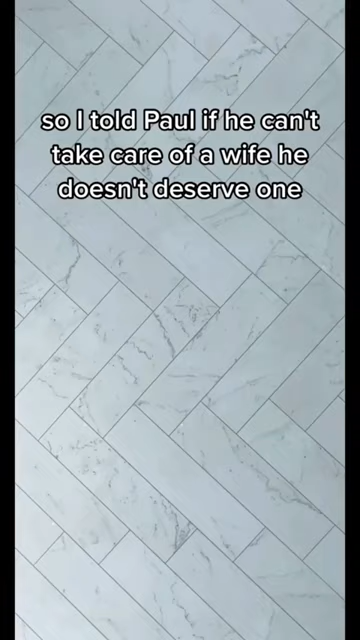 so I told Paul if he can't
take care of a wife he
doesn't deserve one